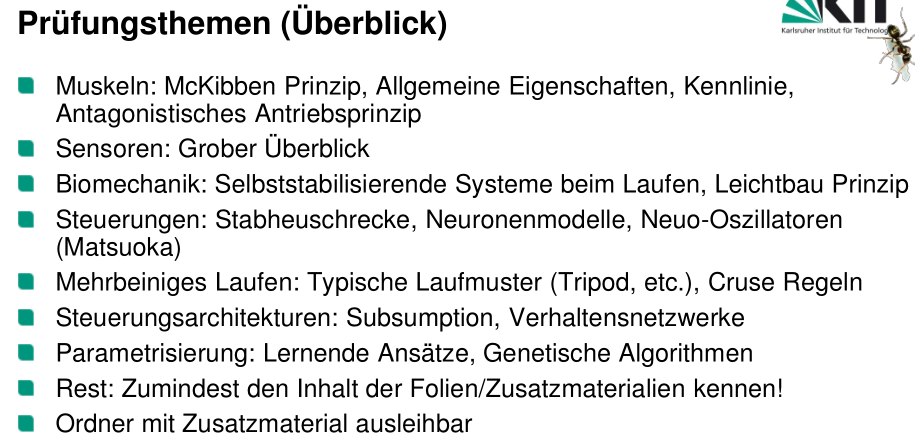 Prüfungsthemen (Überblick)
KIT
Karlsruher Institut für Technolog
Muskeln: McKibben Prinzip, Allgemeine Eigenschaften, Kennlinie,
Antagonistisches Antriebsprinzip
Sensoren: Grober Überblick
Biomechanik: Selbststabilisierende Systeme beim Laufen, Leichtbau Prinzip
Steuerungen: Stabheuschrecke, Neuronenmodelle, Neuo-Oszillatoren
(Matsuoka)
Mehrbeiniges Laufen: Typische Laufmuster (Tripod, etc.), Cruse Regeln
Steuerungsarchitekturen: Subsumption, Verhaltensnetzwerke
Parametrisierung: Lernende Ansätze, Genetische Algorithmen
Rest: Zumindest den Inhalt der Folien/Zusatzmaterialien kennen!
Ordner mit Zusatzmaterial ausleihbar